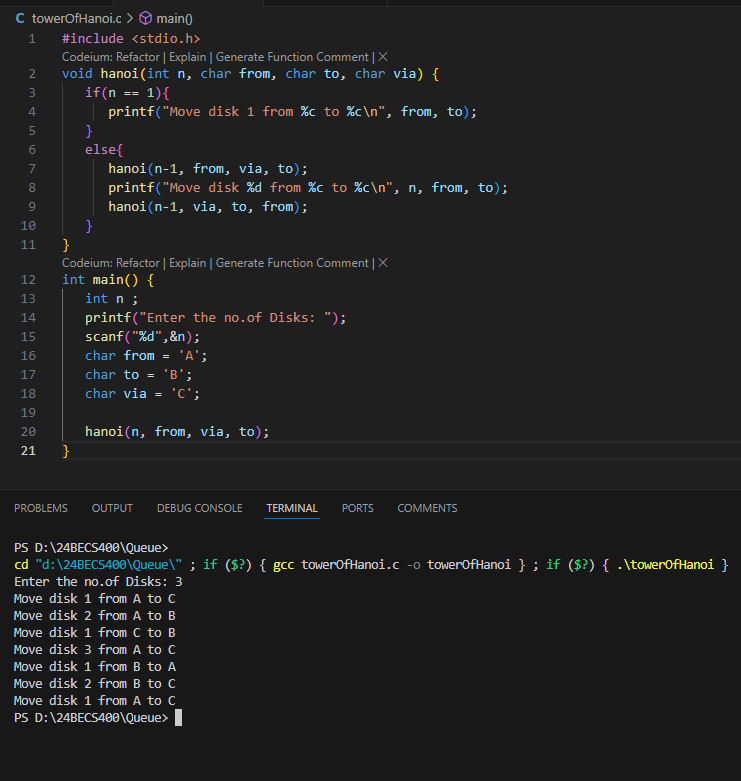 C towerOfHanoi.c > main()
1 #include <stdio.h>
Codeium: Refactor | Explain | Generate Function Comment | ×
2 void hanoi(int n, char from, char to, char via) {
3 if(n == 1){
4 printf("Move disk 1 from %c to %c\n", from, to);
5 }
6 else{
7 hanoi(n-1, from, via, to);
8 printf("Move disk %d from %c to %c\n", n, from, to);
9 hanoi(n-1, via, to, from);
10 }
11 }
Codeium: Refactor | Explain | Generate Function Comment | ×
12 int main() {
13 int n ;
14 printf("Enter the no.of Disks: ");
15 scanf("%d",&n);
16 char from = 'A';
17 char to = 'B';
18 char via = 'C';
19
20 hanoi(n, from, via, to);
21 }
PROBLEMS OUTPUT DEBUG CONSOLE TERMINAL PORTS COMMENTS
PS D:\24BECS400\Queue>
cd "d:\24BECS400\Queue\" ; if ($?) { gcc towerOfHanoi.c -o towerOfHanoi } ; if ($?) { .\towerOfHanoi }
Enter the no.of Disks: 3
Move disk 1 from A to C
Move disk 2 from A to B
Move disk 1 from C to B
Move disk 3 from A to C
Move disk 1 from B to A
Move disk 2 from B to C
Move disk 1 from A to C
PS D:\24BECS400\Queue>